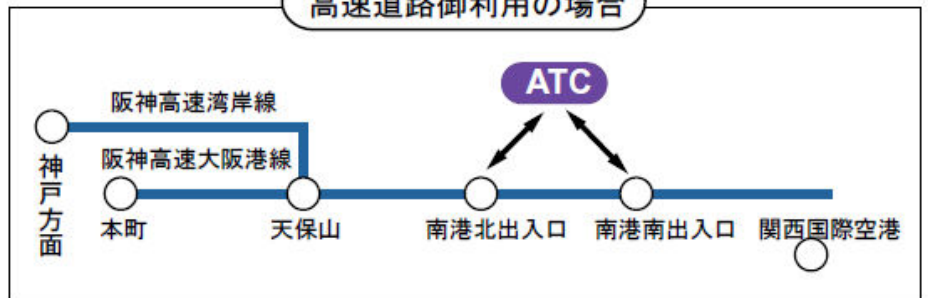 高速道路御利用の場合
ATC
阪神高速湾岸線
神戸方面
阪神高速大阪港線
本町
天保山
南港北出入口
南港南出入口
関西国際空港